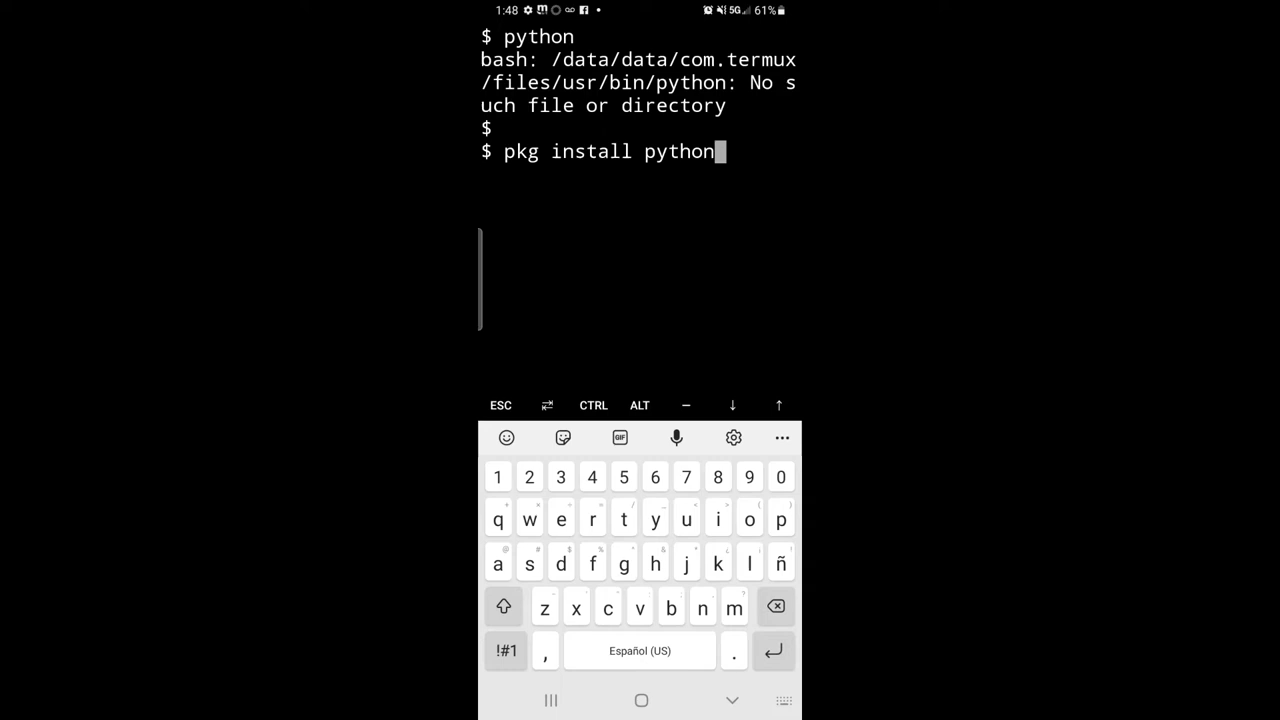 1:48 5G 61%
$ python
bash: /data/data/com.termux
/files/usr/bin/python: No s
uch file or directory
$
$ pkg install python
ESC CTRL ALT – ↓ ↑
GIF
1 2 3 4 5 6 7 8 9 0
q w e r t y u i o p
a s d f g h j k l ñ
z x c v b n m
!#1 , Español (US) .